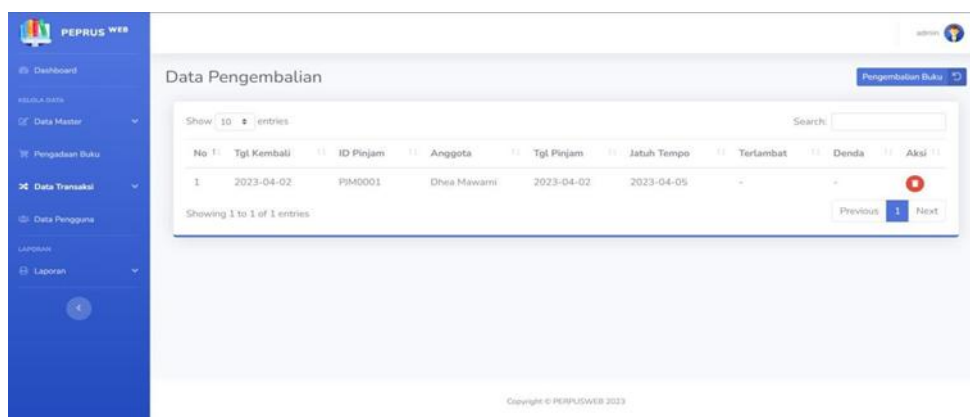 PEPRUS WEB
admin
Dashboard
Data Pengembalian
Pengembalian Buku
KELOLA DATA
Data Master
Show 10 entries
Search:
Pengadaan Buku
No Tgl Kembali ID Pinjam Anggota Tgl Pinjam Jatuh Tempo Terlambat Denda Aksi
Data Transaksi
1 2023-04-02 PJM0001 Dhea Mawarni 2023-04-02 2023-04-05 - -
Data Pengguna
Showing 1 to 1 of 1 entries
Previous 1 Next
LAPORAN
Laporan
Copyright © PERPUSWEB 2023